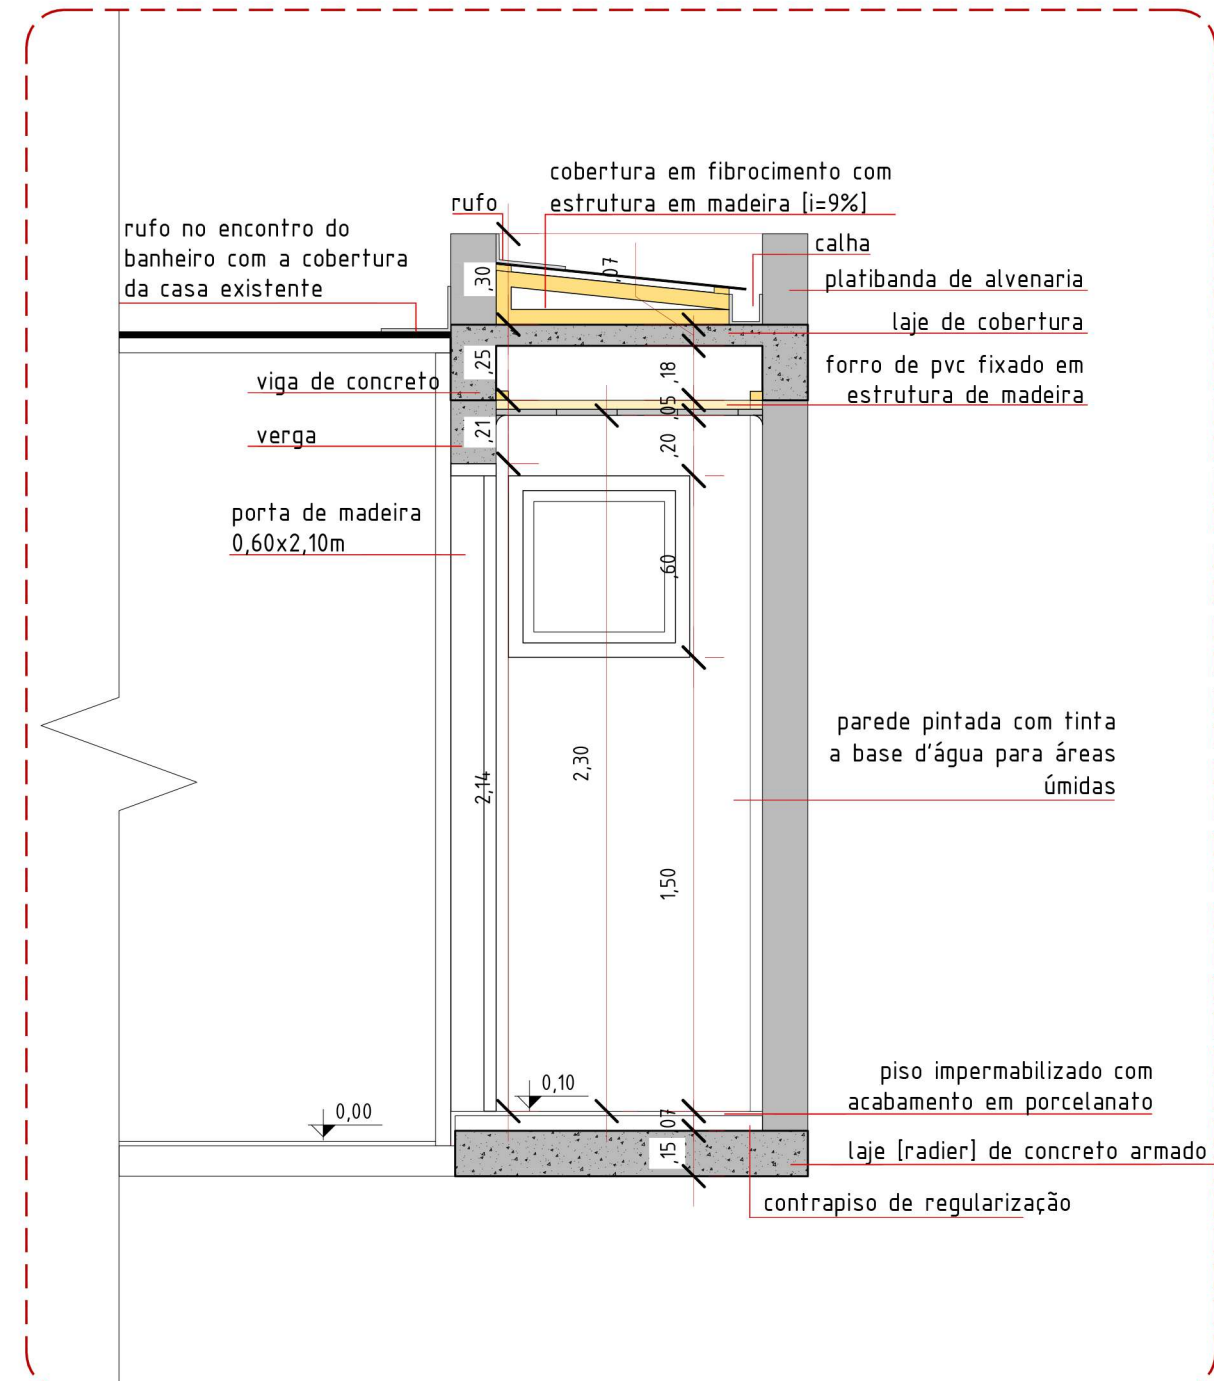 cobertura em fibrocimento com
estrutura em madeira [i=9%]
rufo
rufo no encontro do
banheiro com a cobertura
da casa existente
calha
platibanda de alvenaria
laje de cobertura
forro de pvc fixado em
estrutura de madeira
viga de concreto
verga
porta de madeira
0,60x2,10m
,30
,07
,25
,18
,05
,21
,20
,60
2,30
2,14
1,50
parede pintada com tinta
a base d'água para áreas
úmidas
0,10
0,00
,07
,15
piso impermabilizado com
acabamento em porcelanato
laje [radier] de concreto armado
contrapiso de regularização